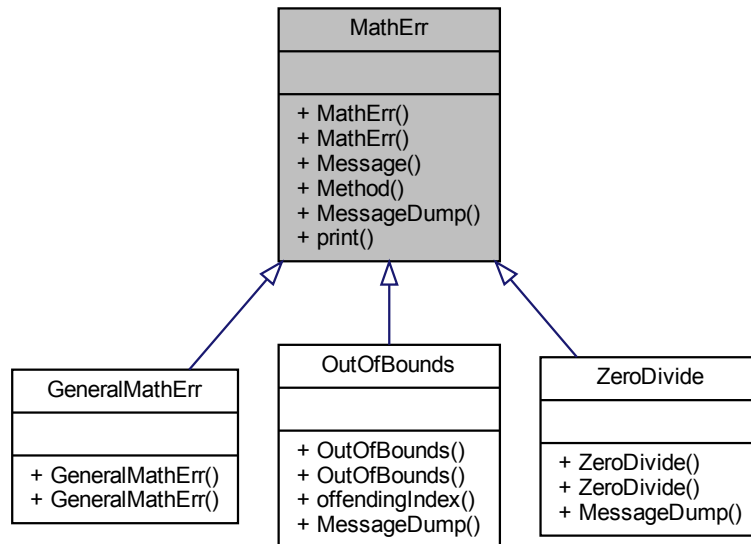 MathErr
+ MathErr()
+ MathErr()
+ Message()
+ Method()
+ MessageDump()
+ print()
GeneralMathErr
+ GeneralMathErr()
+ GeneralMathErr()
OutOfBounds
+ OutOfBounds()
+ OutOfBounds()
+ offendingIndex()
+ MessageDump()
ZeroDivide
+ ZeroDivide()
+ ZeroDivide()
+ MessageDump()